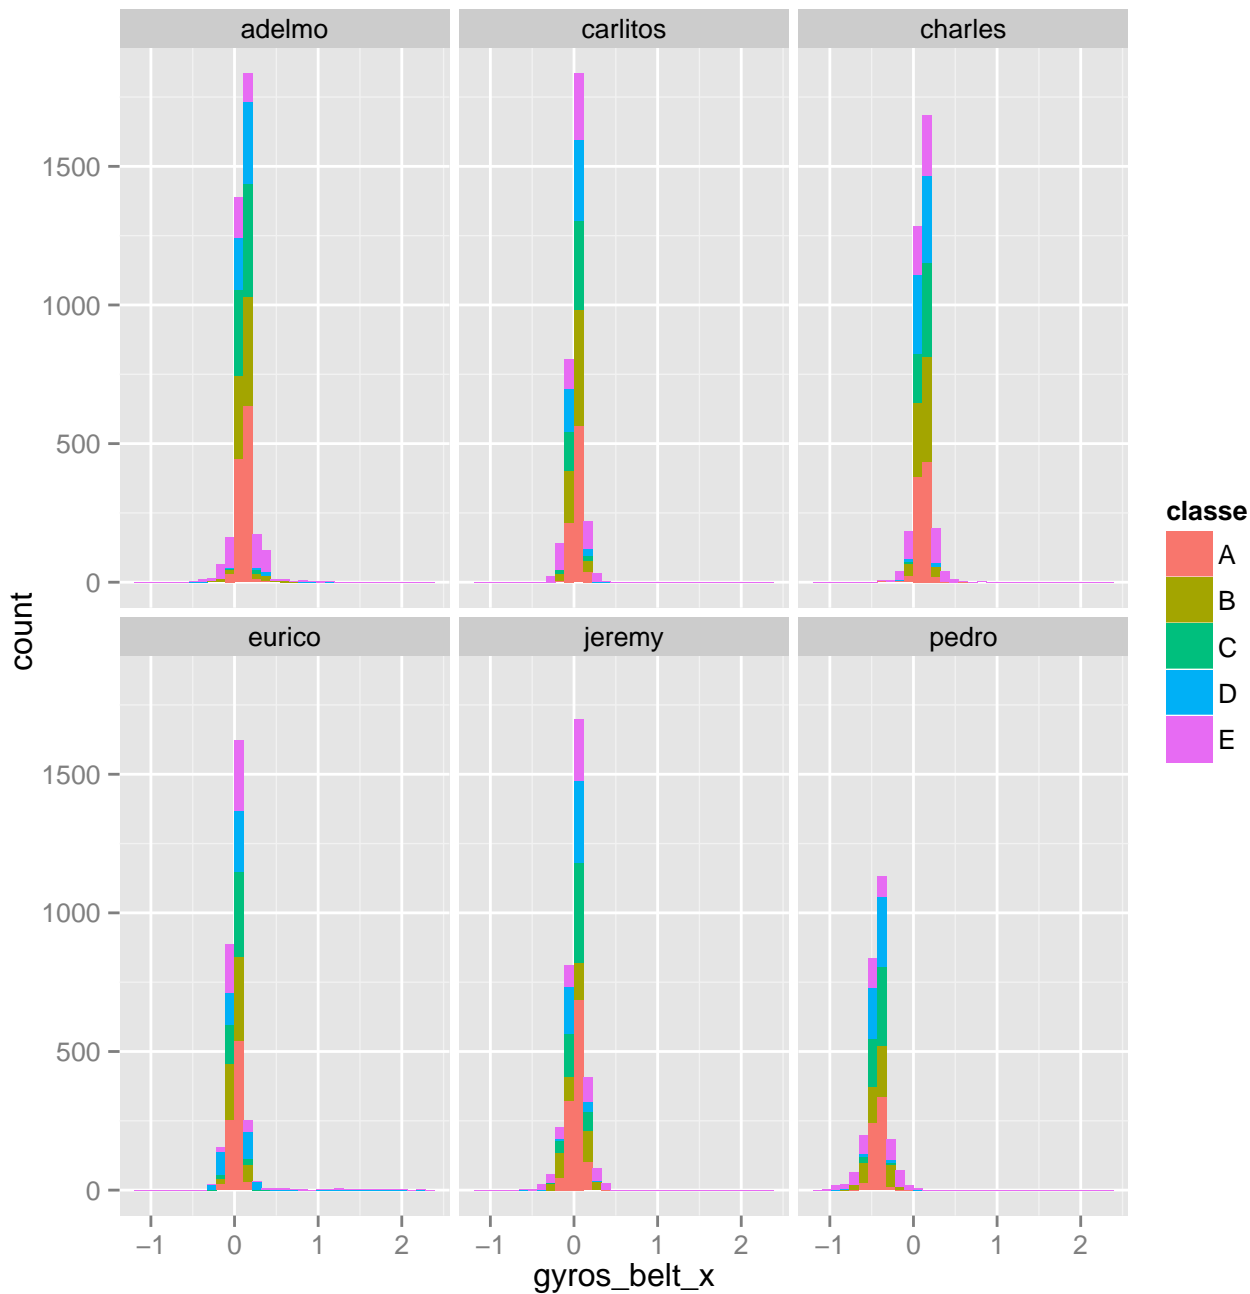 adelmo
carlitos
charles
1500
1000
500
0
eurico
jeremy
pedro
1500
1000
500
0
−1 0 1 2
−1 0 1 2
−1 0 1 2
gyros_belt_x
count
classe
A
B
C
D
E